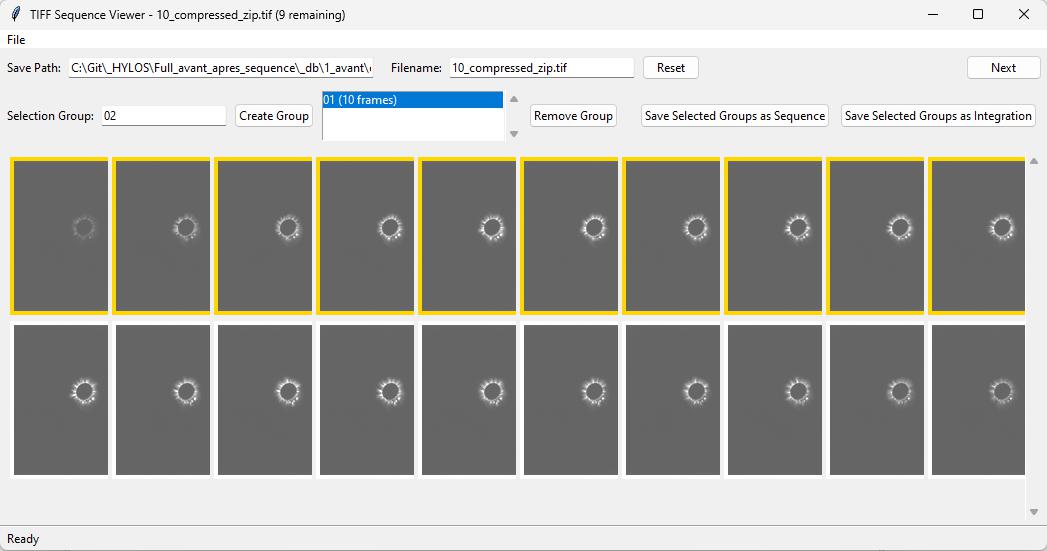 TIFF Sequence Viewer - 10_compressed_zip.tif (9 remaining)
File
Save Path: C:\Git\_HYLOS\Full_avant_apres_sequence\_db\1_avant\ Filename: 10_compressed_zip.tif Reset Next
Selection Group: 02 Create Group 01 (10 frames) Remove Group Save Selected Groups as Sequence Save Selected Groups as Integration
Ready